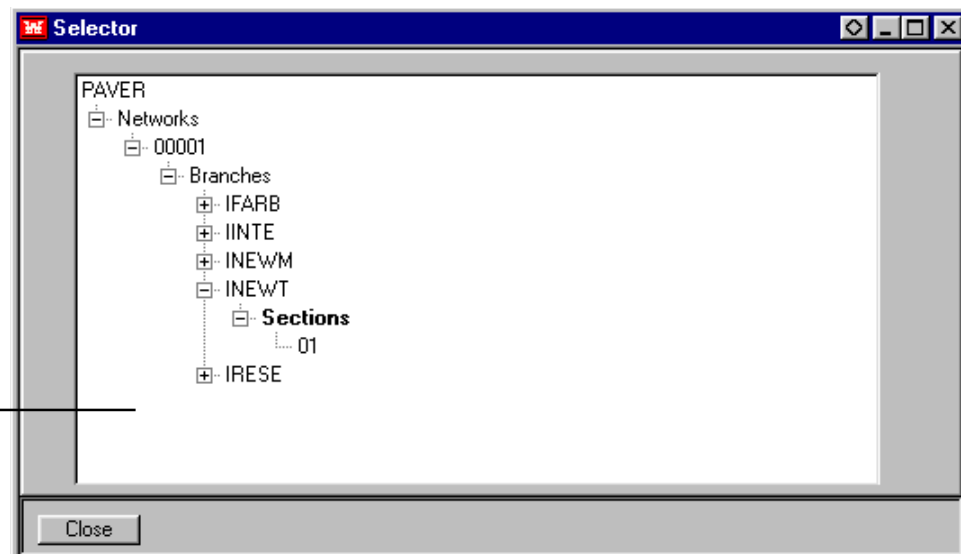 Selector
PAVER
Networks
00001
Branches
IFARB
IINTE
INEWM
INEWT
Sections
01
IRESE
Close